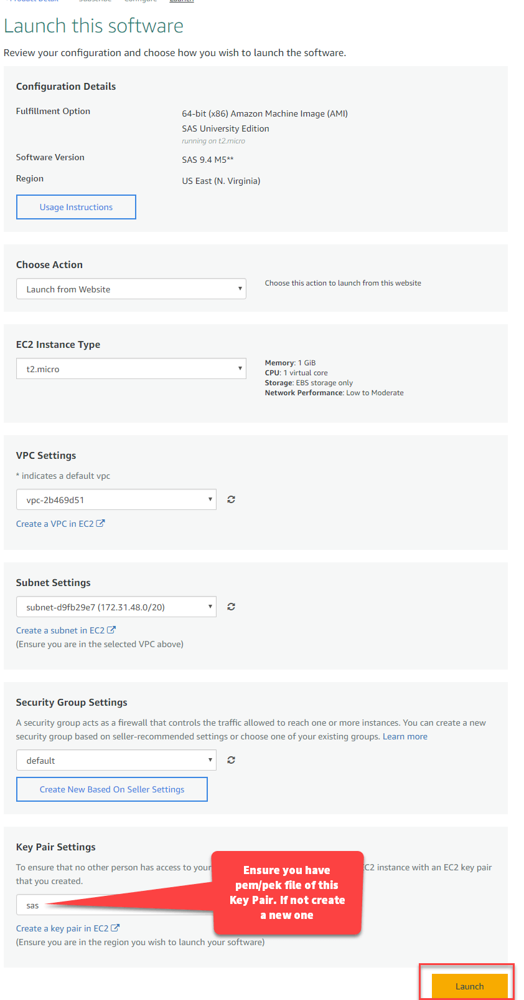 Product Detail Subscribe Configure Launch
Launch this software
Review your configuration and choose how you wish to launch the software.
Configuration Details
Fulfillment Option
64-bit (x86) Amazon Machine Image (AMI)
SAS University Edition
running on t2.micro
Software Version
SAS 9.4 M5**
Region
US East (N. Virginia)
Usage Instructions
Choose Action
Launch from Website
Choose this action to launch from this website
EC2 Instance Type
t2.micro
Memory: 1 GiB
CPU: 1 virtual core
Storage: EBS storage only
Network Performance: Low to Moderate
VPC Settings
* indicates a default vpc
vpc-2b469d51
Create a VPC in EC2
Subnet Settings
subnet-d9fb29e7 (172.31.48.0/20)
Create a subnet in EC2
(Ensure you are in the selected VPC above)
Security Group Settings
A security group acts as a firewall that controls the traffic allowed to reach one or more instances. You can create a new
security group based on seller-recommended settings or choose one of your existing groups. Learn more
default
Create New Based On Seller Settings
Key Pair Settings
To ensure that no other person has access to your C2 instance with an EC2 key pair
that you created.
Ensure you have
pem/pek file of this
Key Pair. If not create
a new one
sas
Create a key pair in EC2
(Ensure you are in the region you wish to launch your software)
Launch